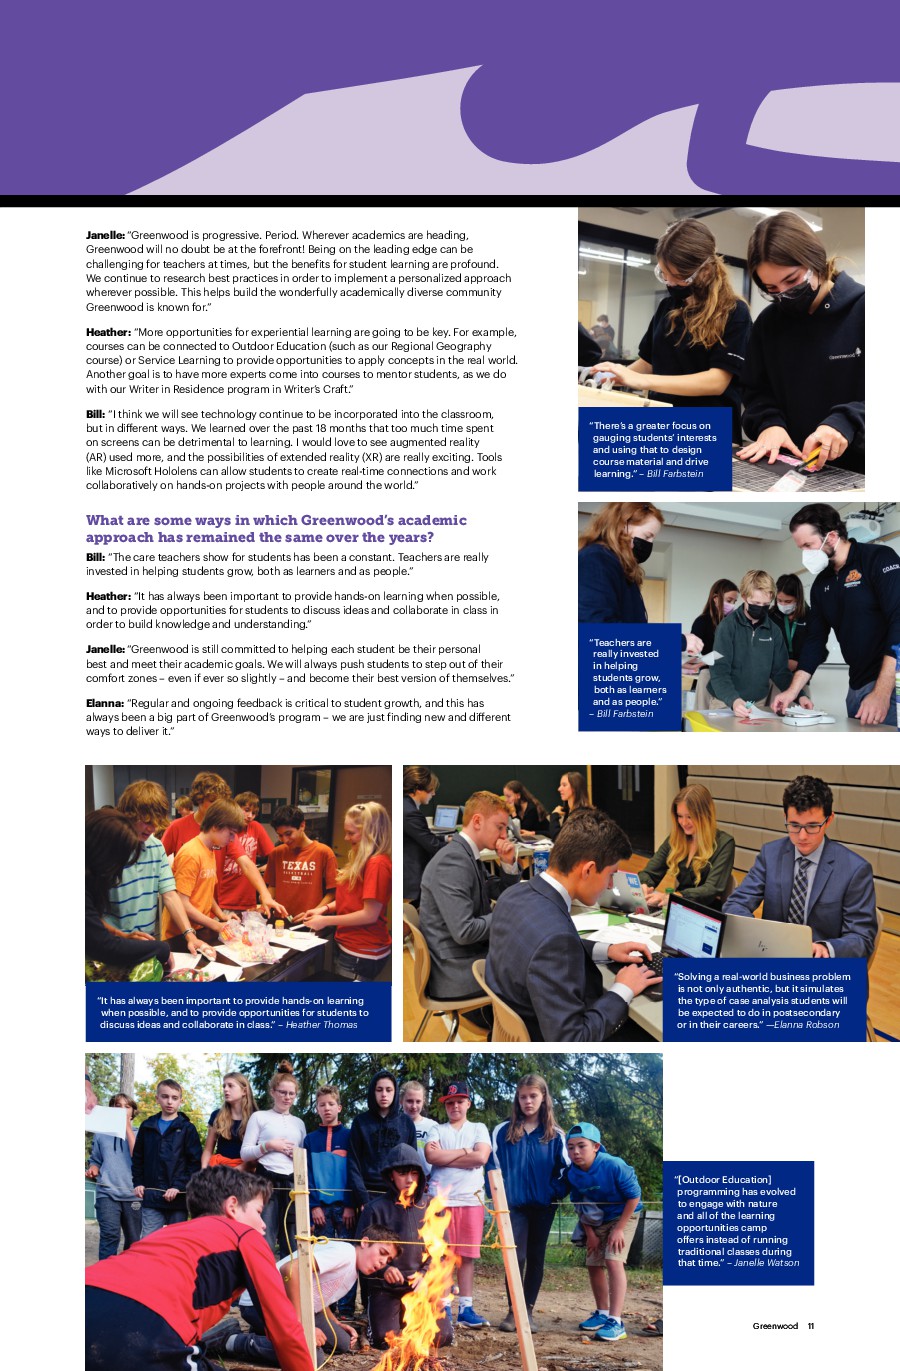 Janelle: “Greenwood is progressive. Period. Wherever academics are heading,
Greenwood will no doubt be at the forefront! Being on the leading edge can be
challenging for teachers at times, but the benefits for student learning are profound.
We continue to research best practices in order to implement a personalized approach
wherever possible. This helps build the wonderfully academically diverse community
Greenwood is known for.”
Heather: “More opportunities for experiential learning are going to be key. For example,
courses can be connected to Outdoor Education (such as our Regional Geography
course) or Service Learning to provide opportunities to apply concepts in the real world.
Another goal is to have more experts come into courses to mentor students, as we do
with our Writer in Residence program in Writer’s Craft.”
Bill: “I think we will see technology continue to be incorporated into the classroom,
but in different ways. We learned over the past 18 months that too much time spent
on screens can be detrimental to learning. I would love to see augmented reality
(AR) used more, and the possibilities of extended reality (XR) are really exciting. Tools
like Microsoft Hololens can allow students to create real-time connections and work
collaboratively on hands-on projects with people around the world.”
What are some ways in which Greenwood’s academic
approach has remained the same over the years?
Bill: “The care teachers show for students has been a constant. Teachers are really
invested in helping students grow, both as learners and as people.”
Heather: “It has always been important to provide hands-on learning when possible,
and to provide opportunities for students to discuss ideas and collaborate in class in
order to build knowledge and understanding.”
Janelle: “Greenwood is still committed to helping each student be their personal
best and meet their academic goals. We will always push students to step out of their
comfort zones – even if ever so slightly – and become their best version of themselves.”
Elanna: “Regular and ongoing feedback is critical to student growth, and this has
always been a big part of Greenwood’s program – we are just finding new and different
ways to deliver it.”
Greenwood
“There’s a greater focus on
gauging students’ interests
and using that to design
course material and drive
learning.” – Bill Farbstein
COACH
“Teachers are
really invested
in helping
students grow,
both as learners
and as people.”
– Bill Farbstein
TEXAS
BASKETBALL
“It has always been important to provide hands-on learning
when possible, and to provide opportunities for students to
discuss ideas and collaborate in class.” – Heather Thomas
hp
“Solving a real-world business problem
is not only authentic, but it simulates
the type of case analysis students will
be expected to do in postsecondary
or in their careers.” —Elanna Robson
“[Outdoor Education]
programming has evolved
to engage with nature
and all of the learning
opportunities camp
offers instead of running
traditional classes during
that time.” – Janelle Watson
Greenwood 11